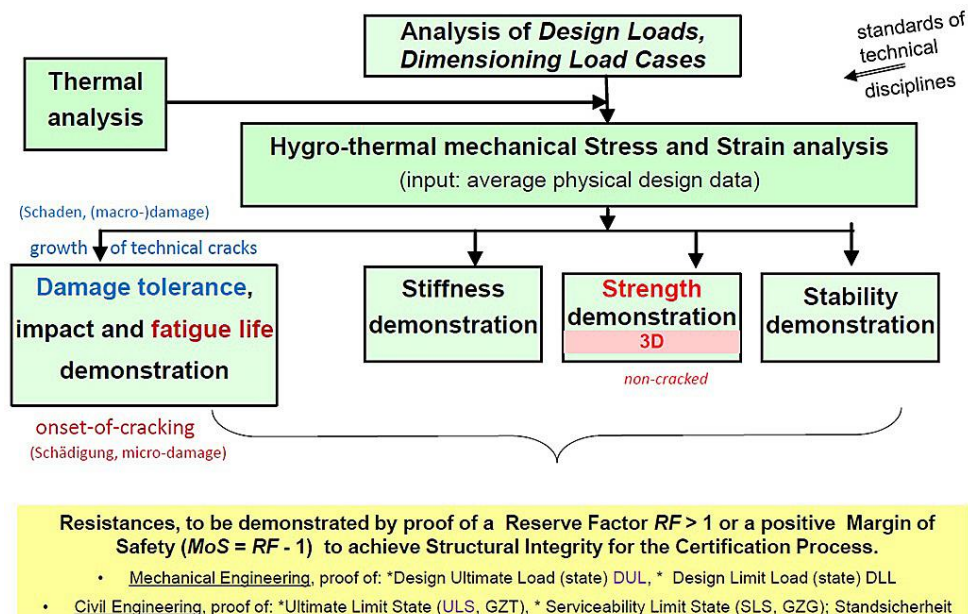 Analysis of Design Loads,
Dimensioning Load Cases
standards of
technical
disciplines
Thermal
analysis
Hygro-thermal mechanical Stress and Strain analysis
(input: average physical design data)
(Schaden, (macro-)damage)
growth of technical cracks
Damage tolerance,
impact and fatigue life
demonstration
Stiffness
demonstration
Strength
demonstration
3D
Stability
demonstration
non-cracked
onset-of-cracking
(Schädigung, micro-damage)
Resistances, to be demonstrated by proof of a Reserve Factor RF > 1 or a positive Margin of
Safety (MoS = RF - 1) to achieve Structural Integrity for the Certification Process.
• Mechanical Engineering, proof of: *Design Ultimate Load (state) DUL, * Design Limit Load (state) DLL
• Civil Engineering, proof of: *Ultimate Limit State (ULS, GZT), * Serviceability Limit State (SLS, GZG); Standsicherheit